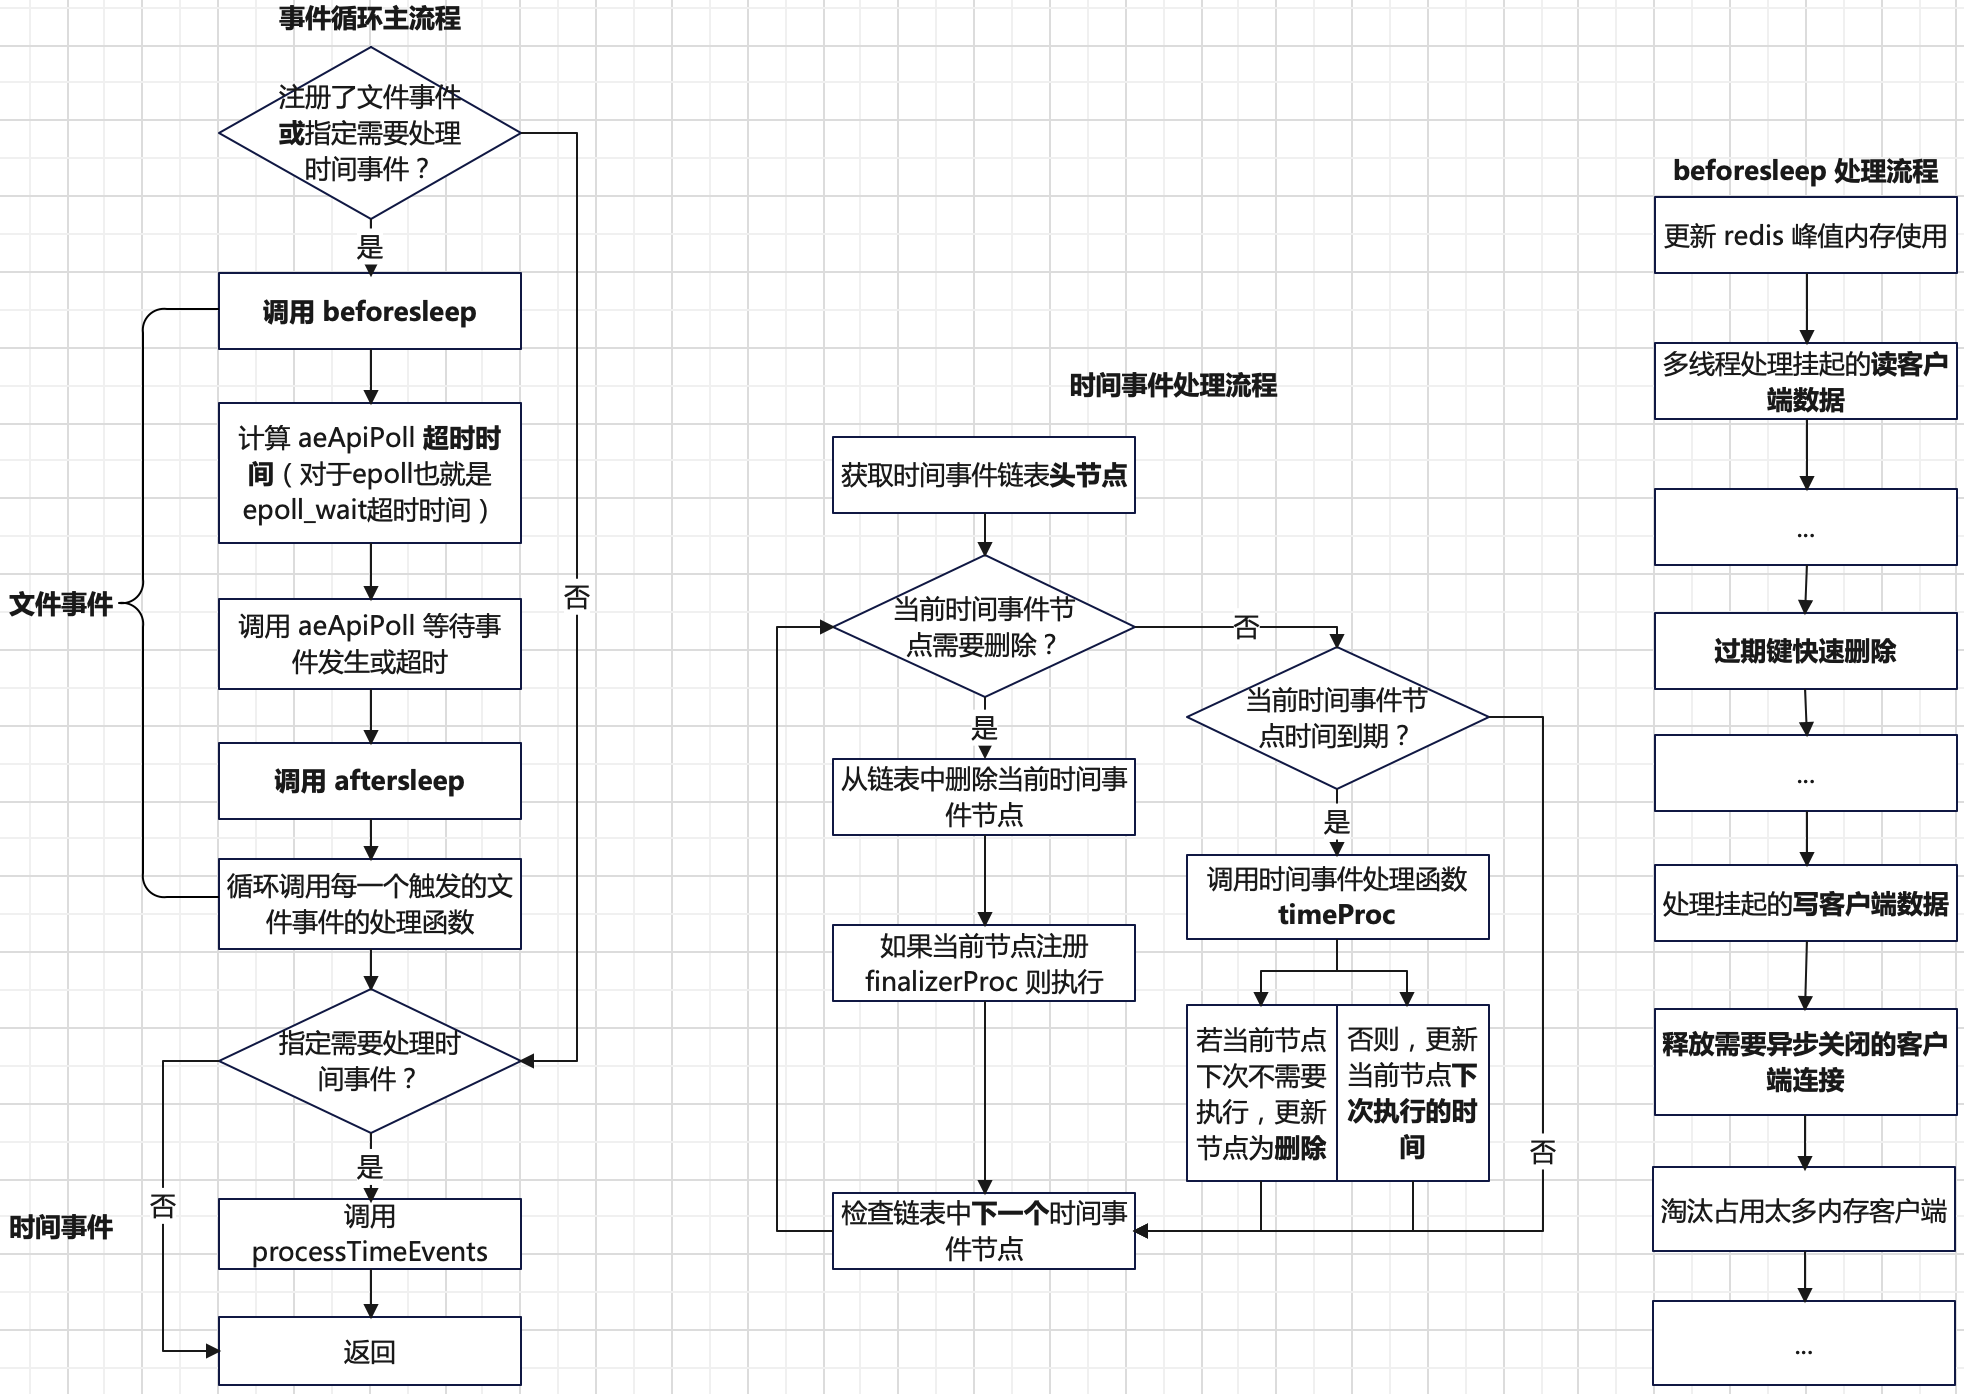 事件循环主流程
注册了文件事件
或指定需要处理
时间事件？
是
调用 beforesleep
计算 aeApiPoll 超时时
间（对于epoll也就是
epoll_wait超时时间）
调用 aeApiPoll 等待事
件发生或超时
调用 aftersleep
循环调用每一个触发的文
件事件的处理函数
文件事件
否
指定需要处理时
间事件？
是
否
时间事件
调用
processTimeEvents
返回
时间事件处理流程
获取时间事件链表头节点
当前时间事件节
点需要删除？
否
是
从链表中删除当前时间事
件节点
如果当前节点注册
finalizerProc 则执行
检查链表中下一个时间事
件节点
当前时间事件节
点时间到期？
是
调用时间事件处理函数
timeProc
若当前节点
下次不需要
执行，更新
节点为删除
否则，更新
当前节点下
次执行的时
间
否
beforesleep 处理流程
更新 redis 峰值内存使用
多线程处理挂起的读客户
端数据
...
过期键快速删除
...
处理挂起的写客户端数据
释放需要异步关闭的客户
端连接
淘汰占用太多内存客户端
...